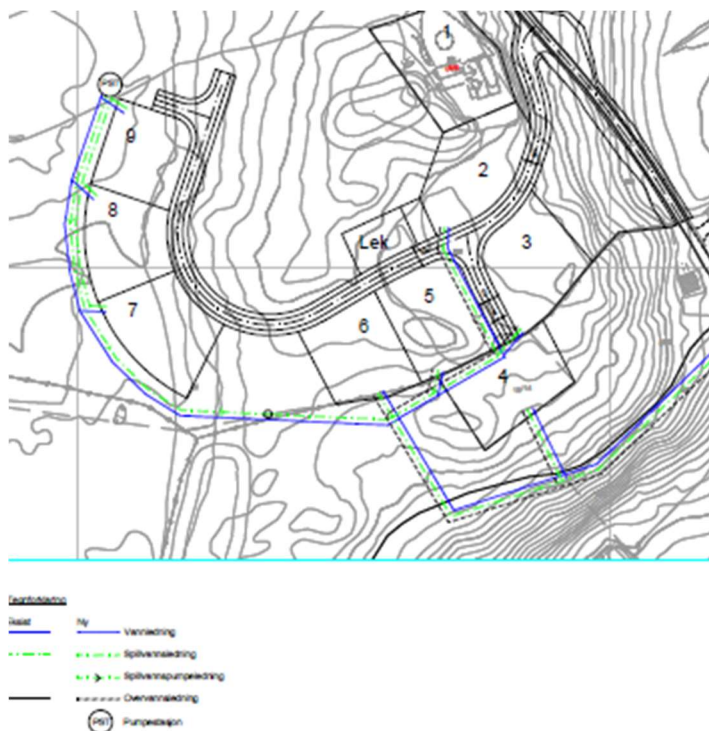 1
PST
9
2
8
Lek
3
7
5
6
4
Tegnforklaring
Eksist Ny
Vannledning
Spillvannsledning
Spillvannspumpeledning
Overvannsledning
PST Pumpestasjon